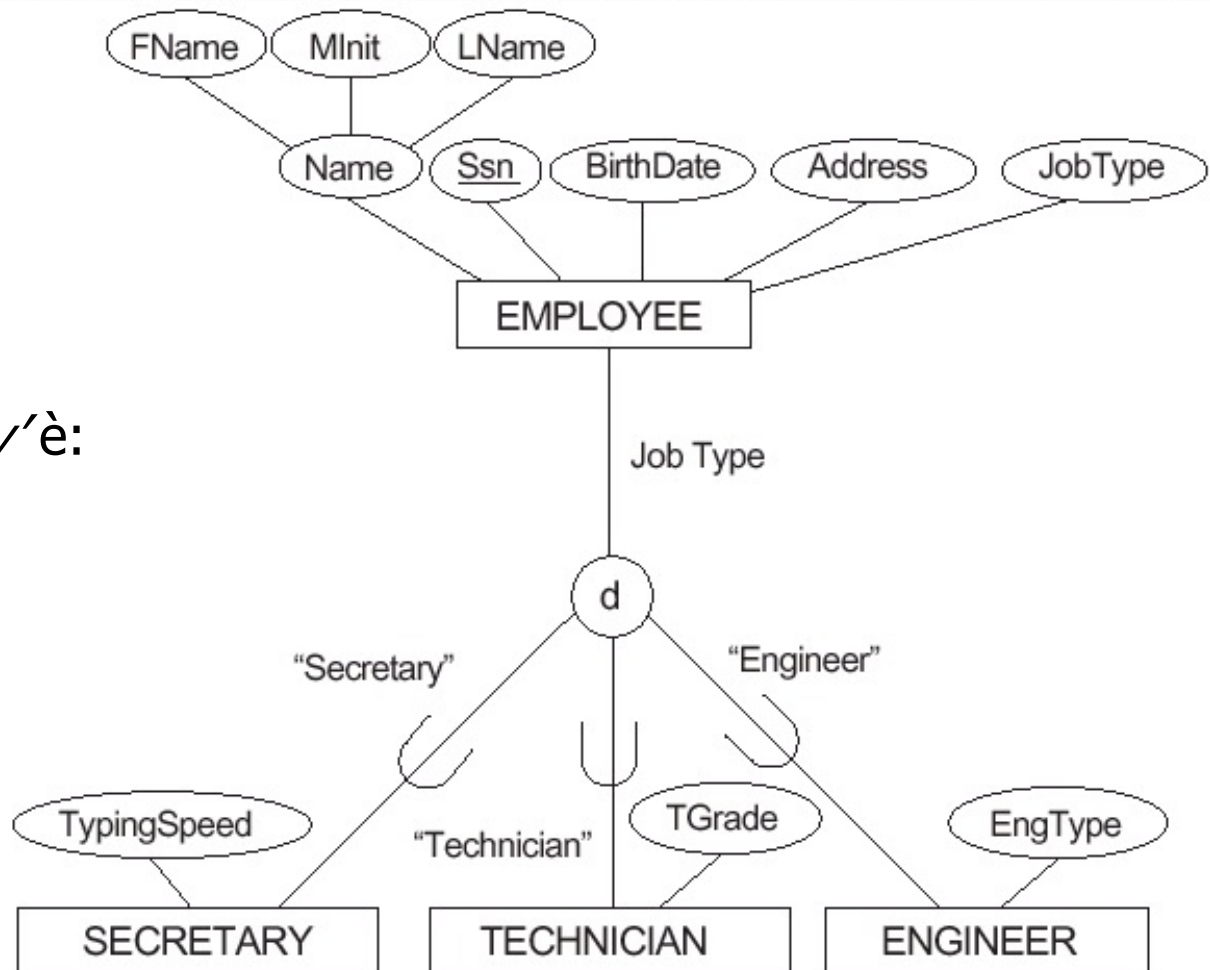 FName MInit LName
Name Ssn BirthDate Address JobType
EMPLOYEE
è:
Job Type
d
“Secretary” “Engineer”
TypingSpeed “Technician” TGrade EngType
SECRETARY TECHNICIAN ENGINEER